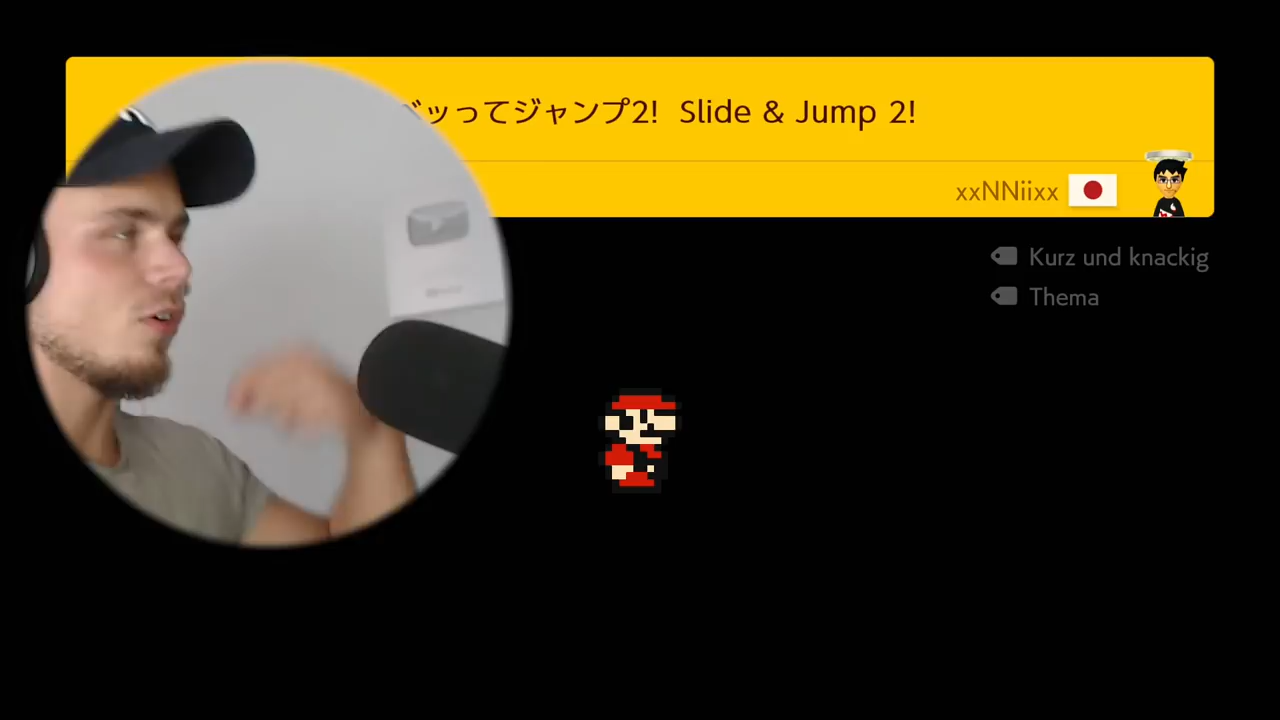 ッってジャンプ2! Slide & Jump 2!
xxNNiixx
Kurz und knackig
Thema